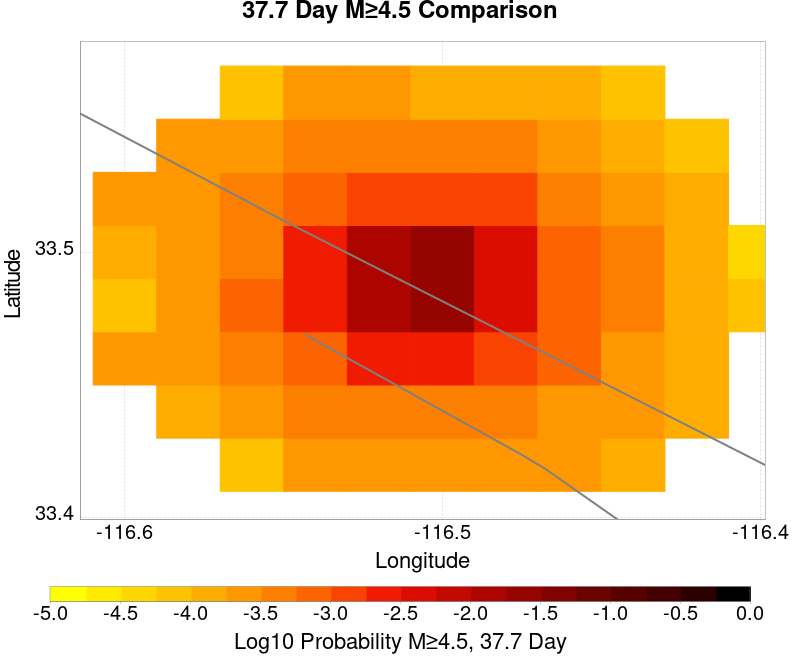 37.7 Day M≥4.5 Comparison
Latitude
33.5
33.4
-116.6 -116.5 -116.4
Longitude
-5.0 -4.5 -4.0 -3.5 -3.0 -2.5 -2.0 -1.5 -1.0 -0.5 0.0
Log10 Probability M≥4.5, 37.7 Day